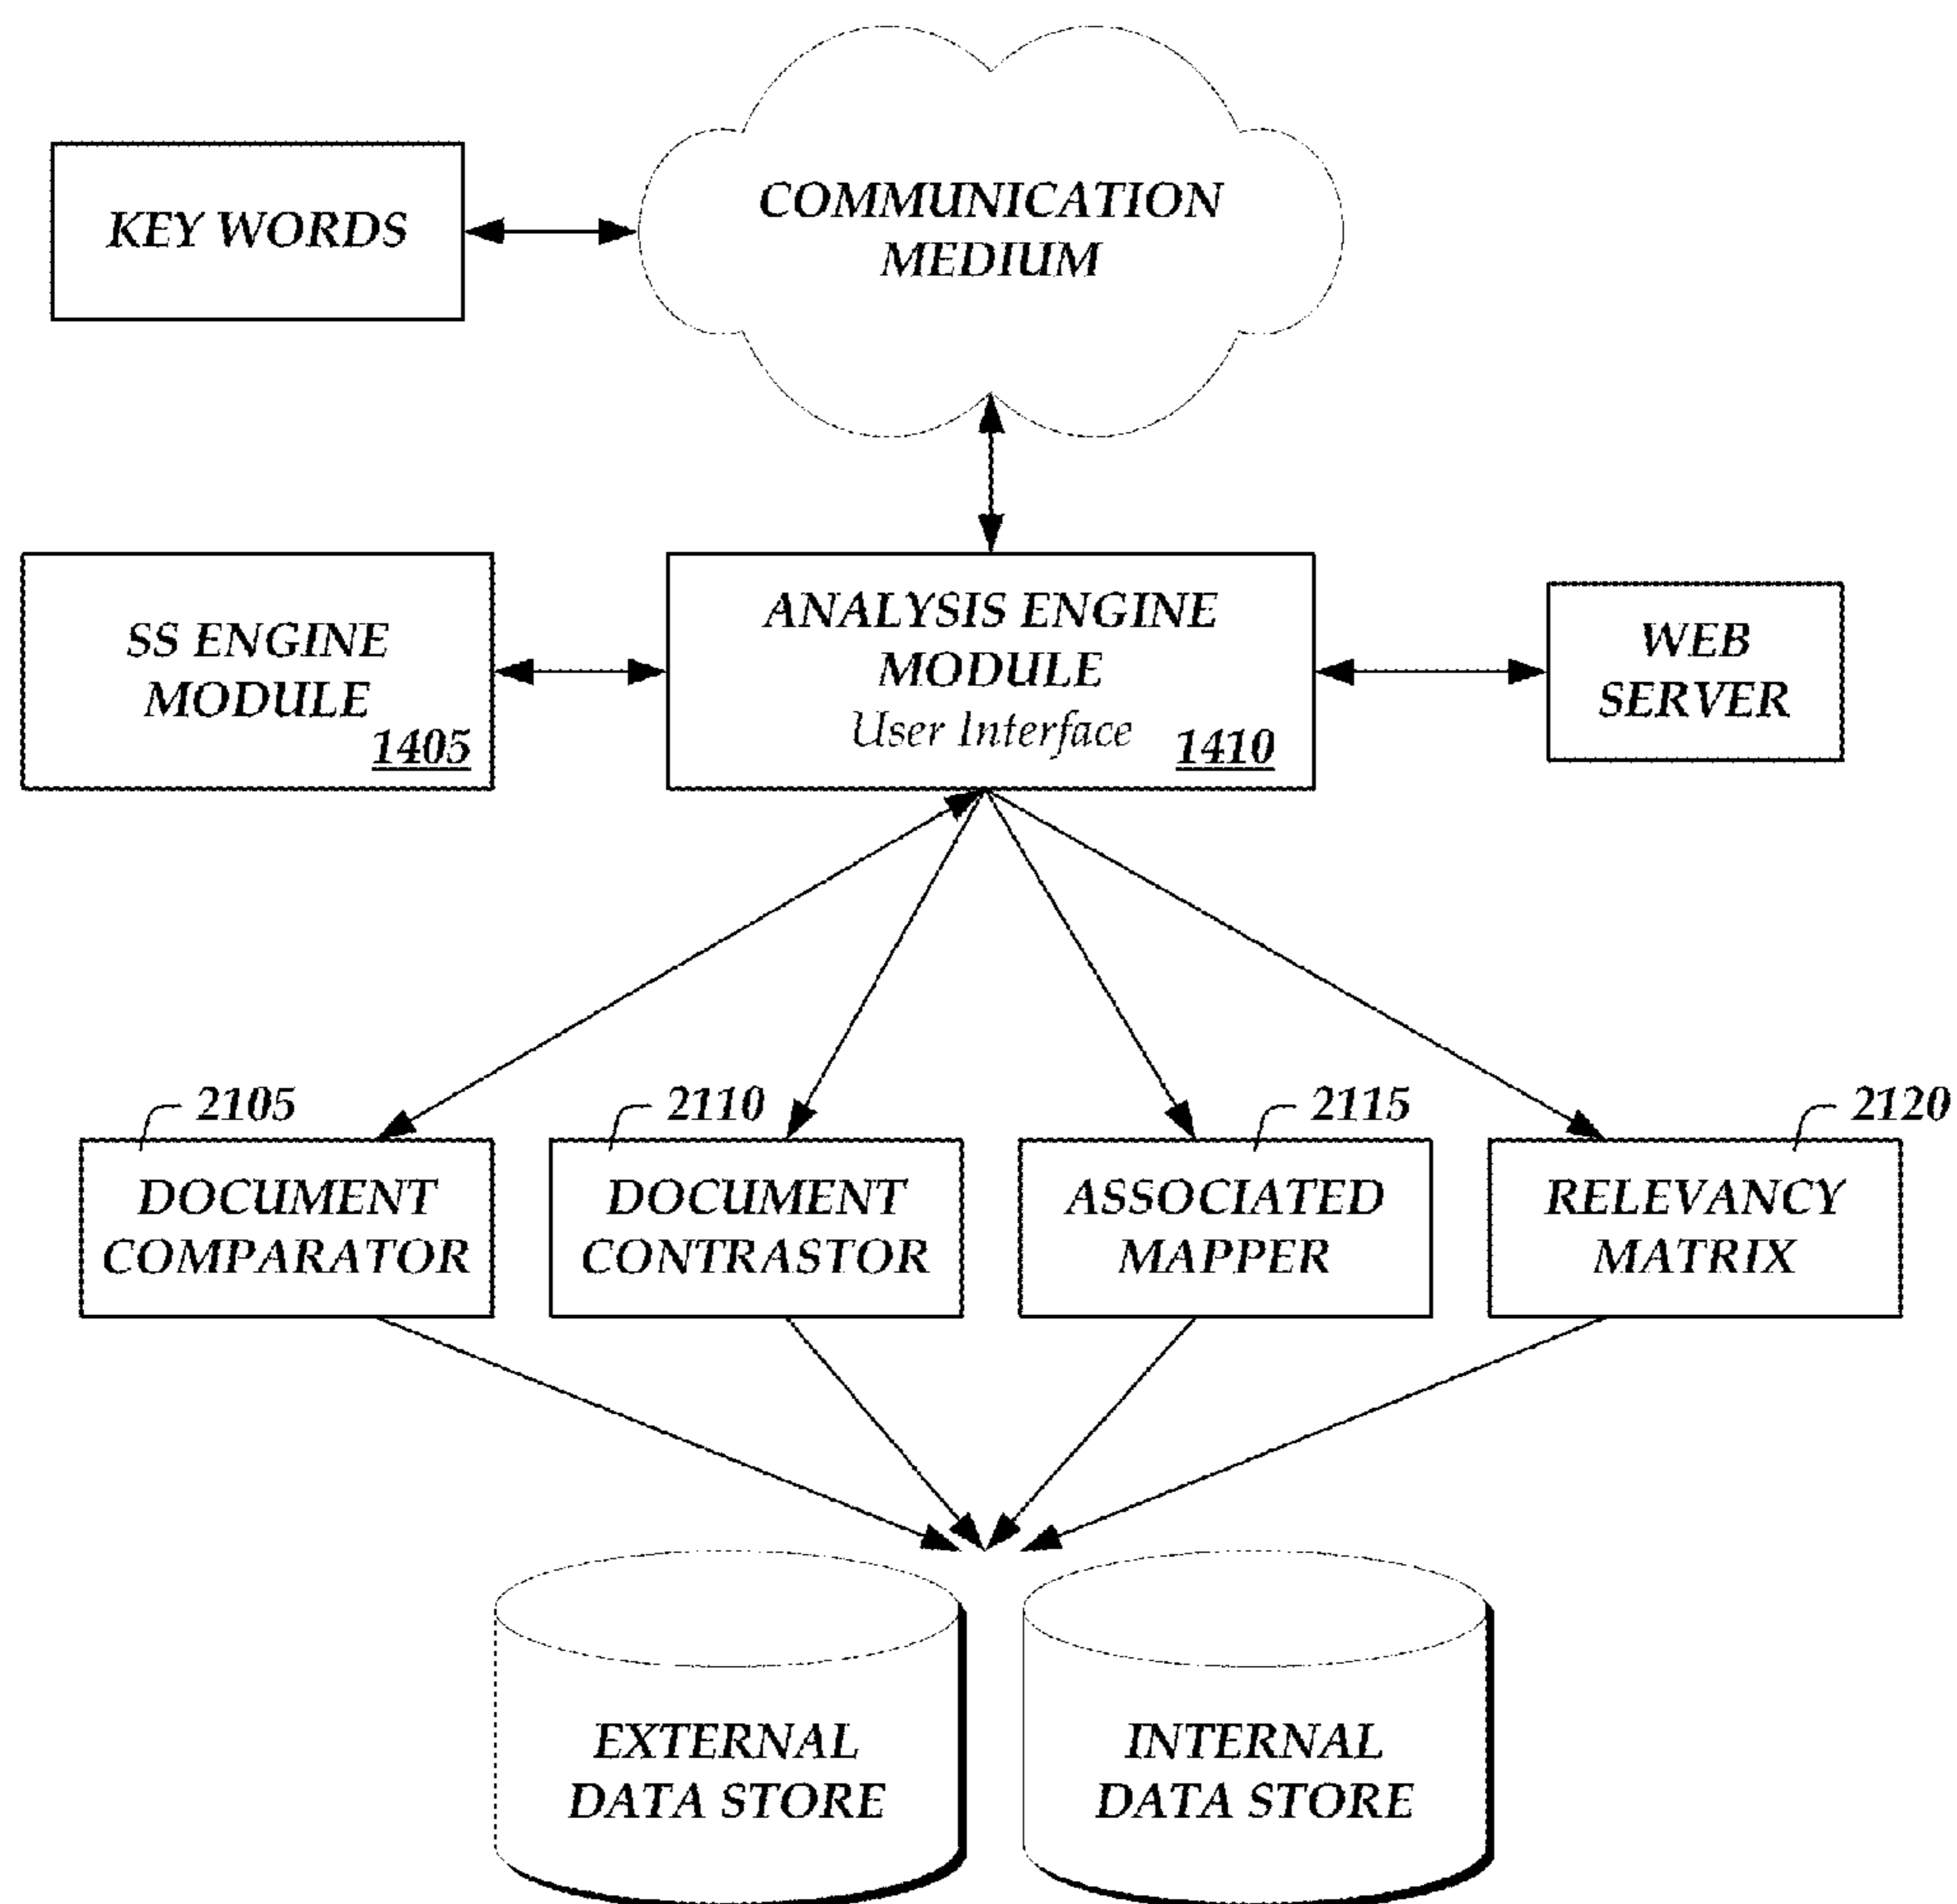 COMMUNICATION
MEDIUM
KEY WORDS
SS ENGINE
MODULE
1405
ANALYSIS ENGINE
MODULE
User Interface
1410
WEB
SERVER
2105
2110
2115
2120
DOCUMENT
COMPARATOR
DOCUMENT
CONTRASTOR
ASSOCIATED
MAPPER
RELEVANCY
MATRIX
EXTERNAL
DATA STORE
INTERNAL
DATA STORE